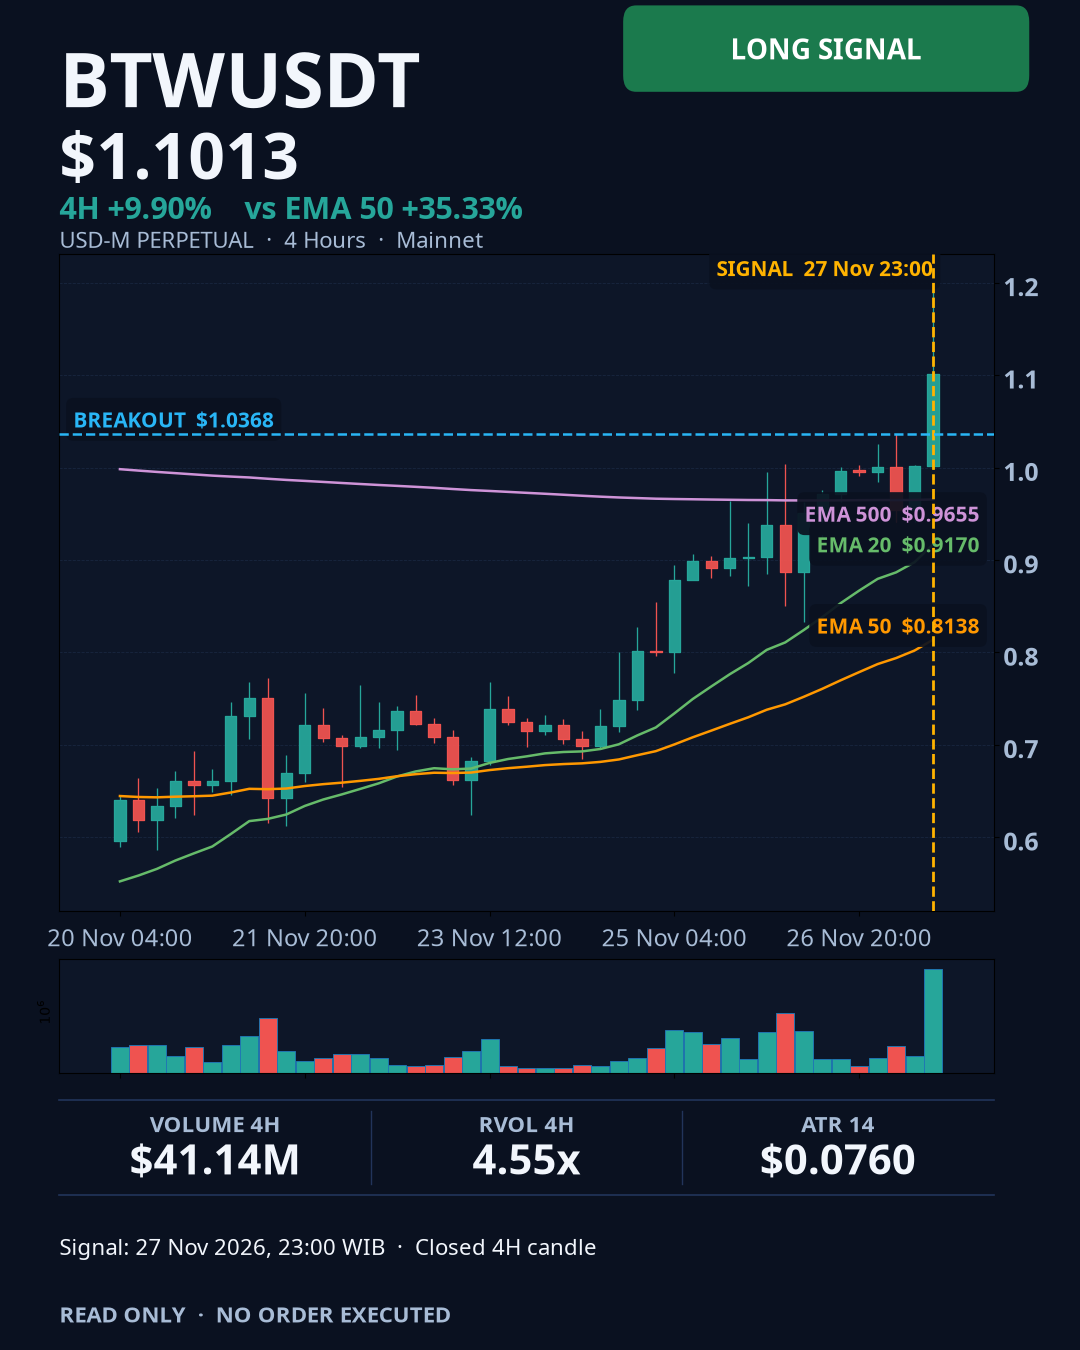 LONG SIGNAL
BTWUSDT
$1.1013
4H +9.90% vs EMA 50 +35.33%
USD-M PERPETUAL · 4 Hours · Mainnet
SIGNAL 27 Nov 23:00
1.2
1.1
BREAKOUT $1.0368
1.0
EMA 500 $0.9655
EMA 20 $0.9170
0.9
EMA 50 $0.8138
0.8
0.7
0.6
20 Nov 04:00 21 Nov 20:00 23 Nov 12:00 25 Nov 04:00 26 Nov 20:00
10⁶
VOLUME 4H RVOL 4H ATR 14
$41.14M 4.55x $0.0760
Signal: 27 Nov 2026, 23:00 WIB · Closed 4H candle
READ ONLY · NO ORDER EXECUTED